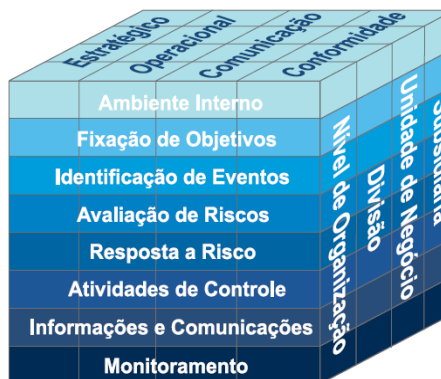 Estratégico
Operacional
Comunicação
Conformidade
Ambiente Interno
Fixação de Objetivos
Identificação de Eventos
Avaliação de Riscos
Resposta a Risco
Atividades de Controle
Informações e Comunicações
Monitoramento
Nível de Organização
Divisão
Unidade de Negócio
Subsidiária